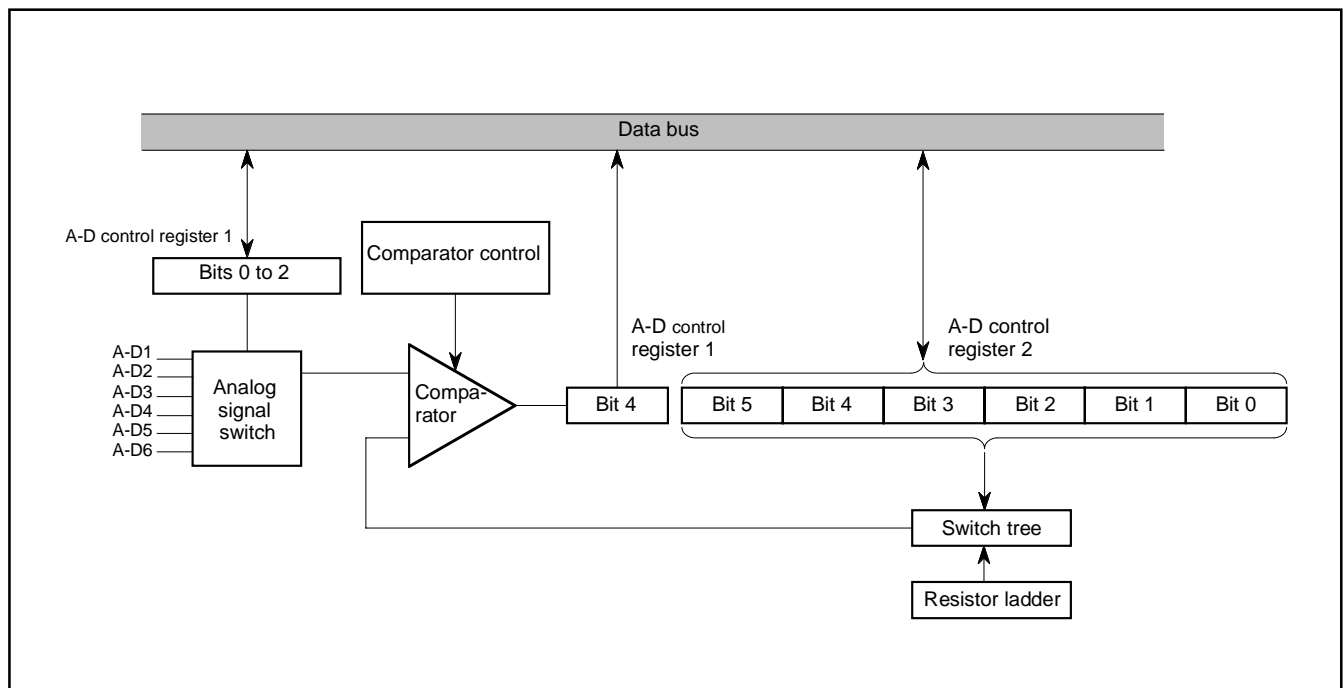 Data bus
A-D control register 1
Bits 0 to 2
Comparator control
A-D1
A-D2
A-D3
A-D4
A-D5
A-D6
Analog
signal
switch
Compa-
rator
Bit 4
A-D control
register 1
A-D control
register 2
Bit 5
Bit 4
Bit 3
Bit 2
Bit 1
Bit 0
Switch tree
Resistor ladder